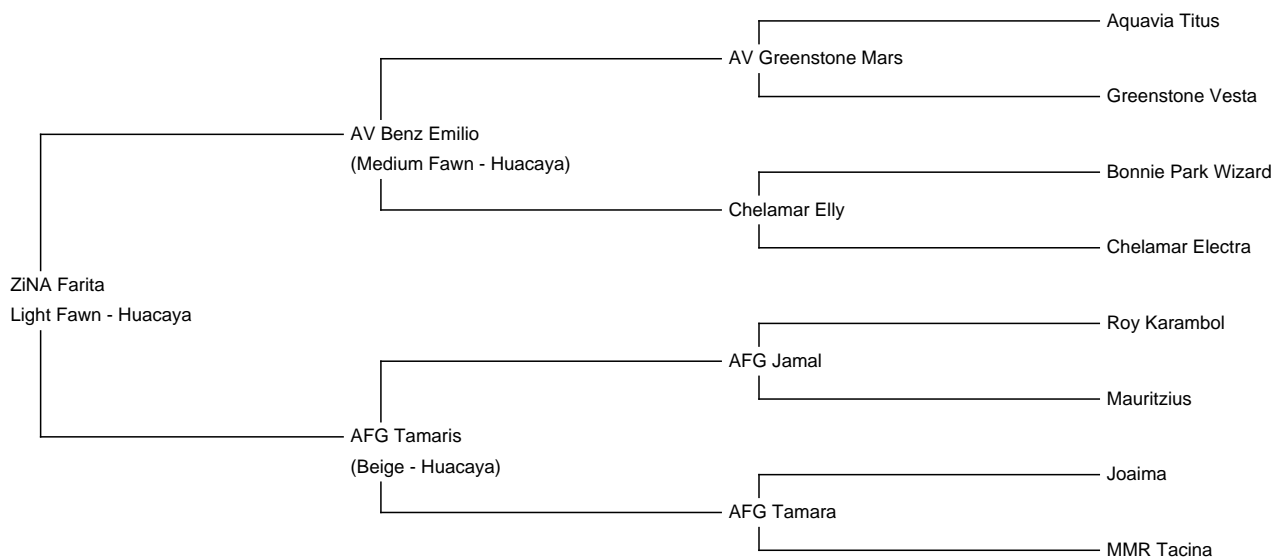 Aquavia Titus
AV Greenstone Mars
Greenstone Vesta
AV Benz Emilio
(Medium Fawn - Huacaya)
Bonnie Park Wizard
Chelamar Elly
Chelamar Electra
ZiNA Farita
Light Fawn - Huacaya
Roy Karambol
AFG Jamal
Mauritzius
AFG Tamaris
(Beige - Huacaya)
Joaima
AFG Tamara
MMR Tacina